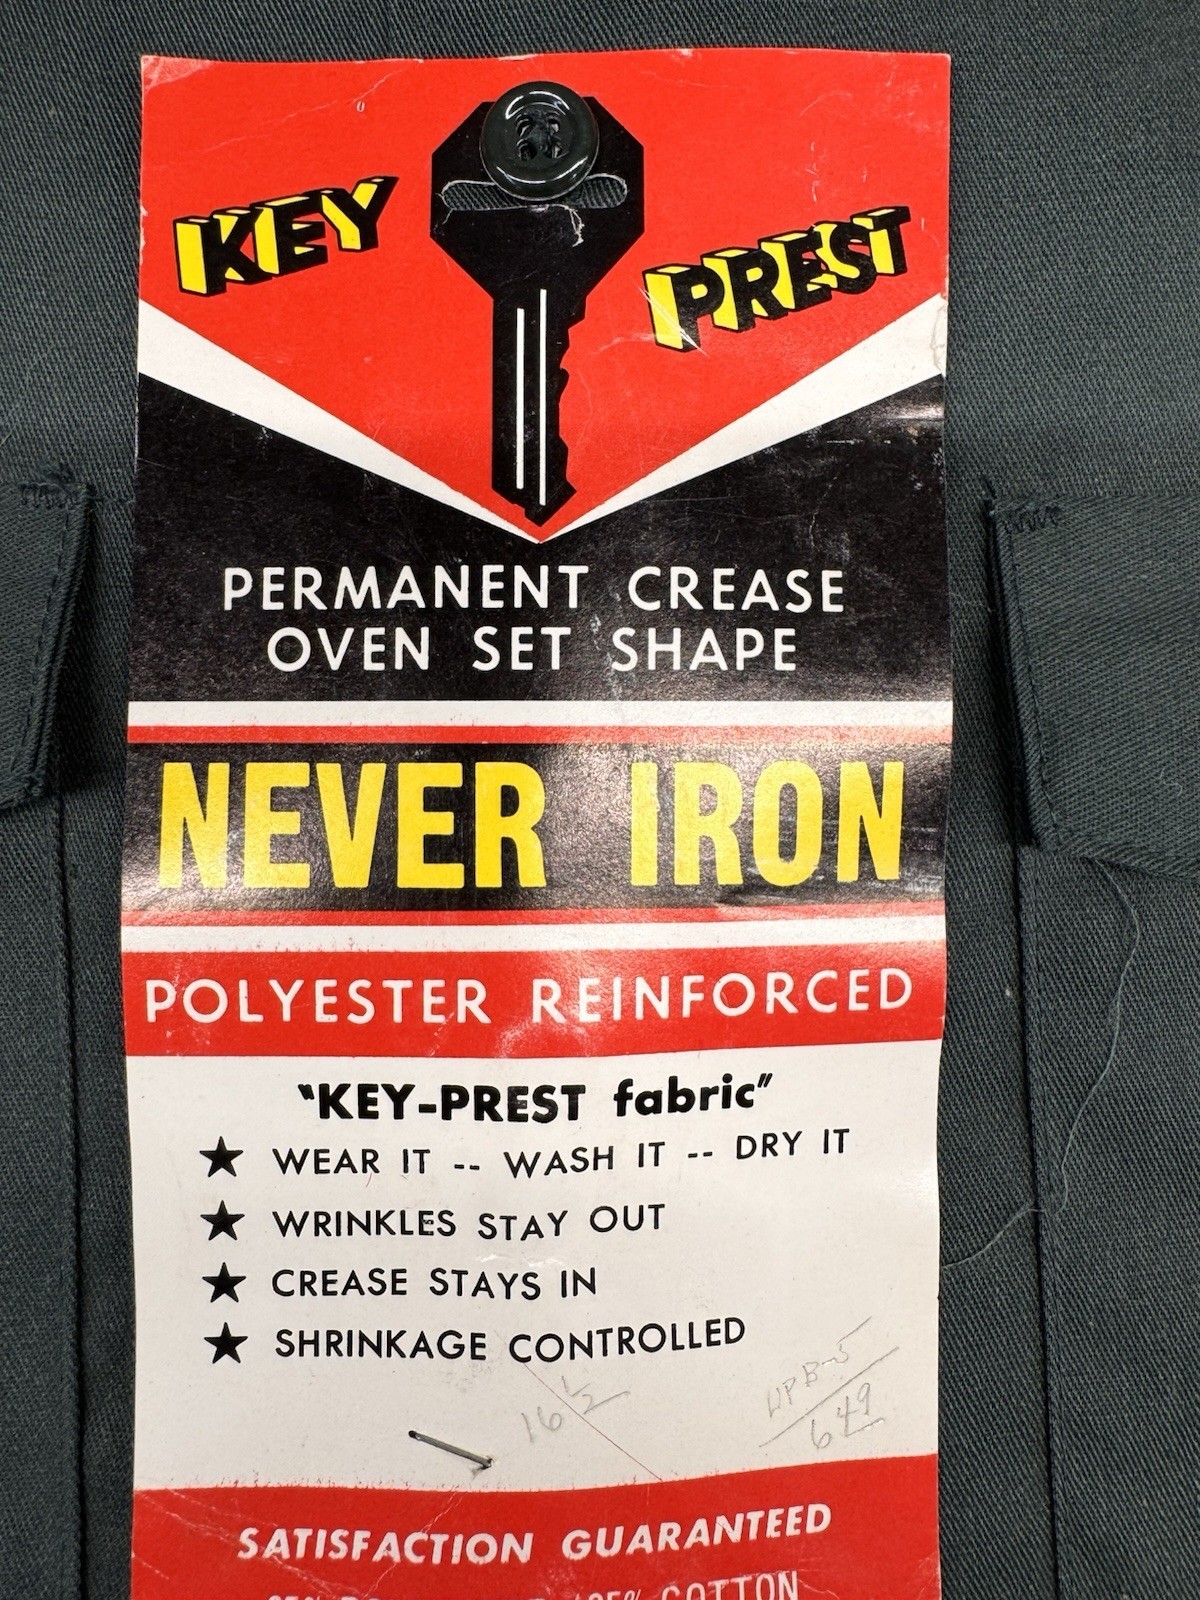 KEY PREST
PERMANENT CREASE
OVEN SET SHAPE
NEVER IRON
POLYESTER REINFORCED
"KEY-PREST fabric"
★ WEAR IT -- WASH IT -- DRY IT
★ WRINKLES STAY OUT
★ CREASE STAYS IN
★ SHRINKAGE CONTROLLED
16 1/2
649
SATISFACTION GUARANTEED
COTTON